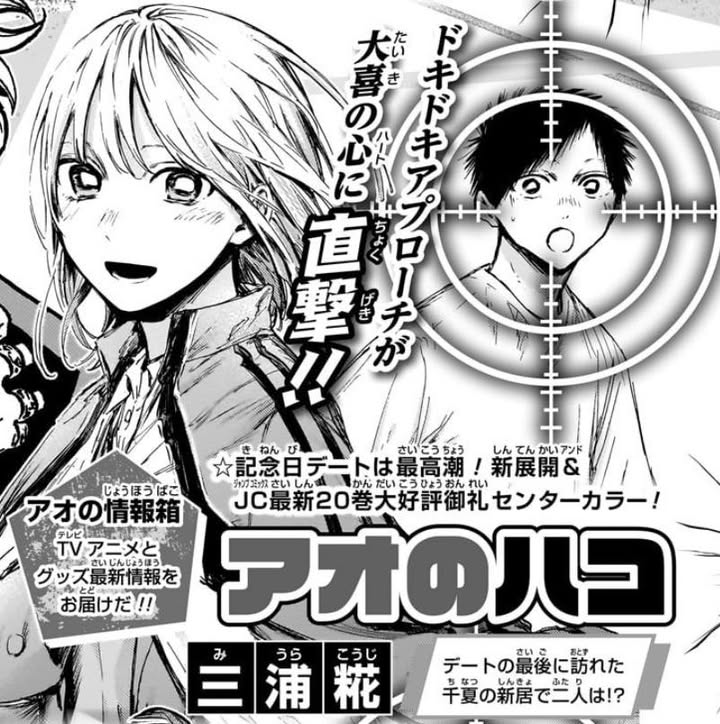 ドキドキアプローチが
大喜の心に
直撃!!
☆記念日デートは最高潮!新展開&
JC最新20巻大好評御礼センターカラー!
アオの情報箱
TVアニメと
グッズ最新情報を
お届けだ!!
アオのハコ
三浦糀
デートの最後に訪れた
千夏の新居で二人は!?